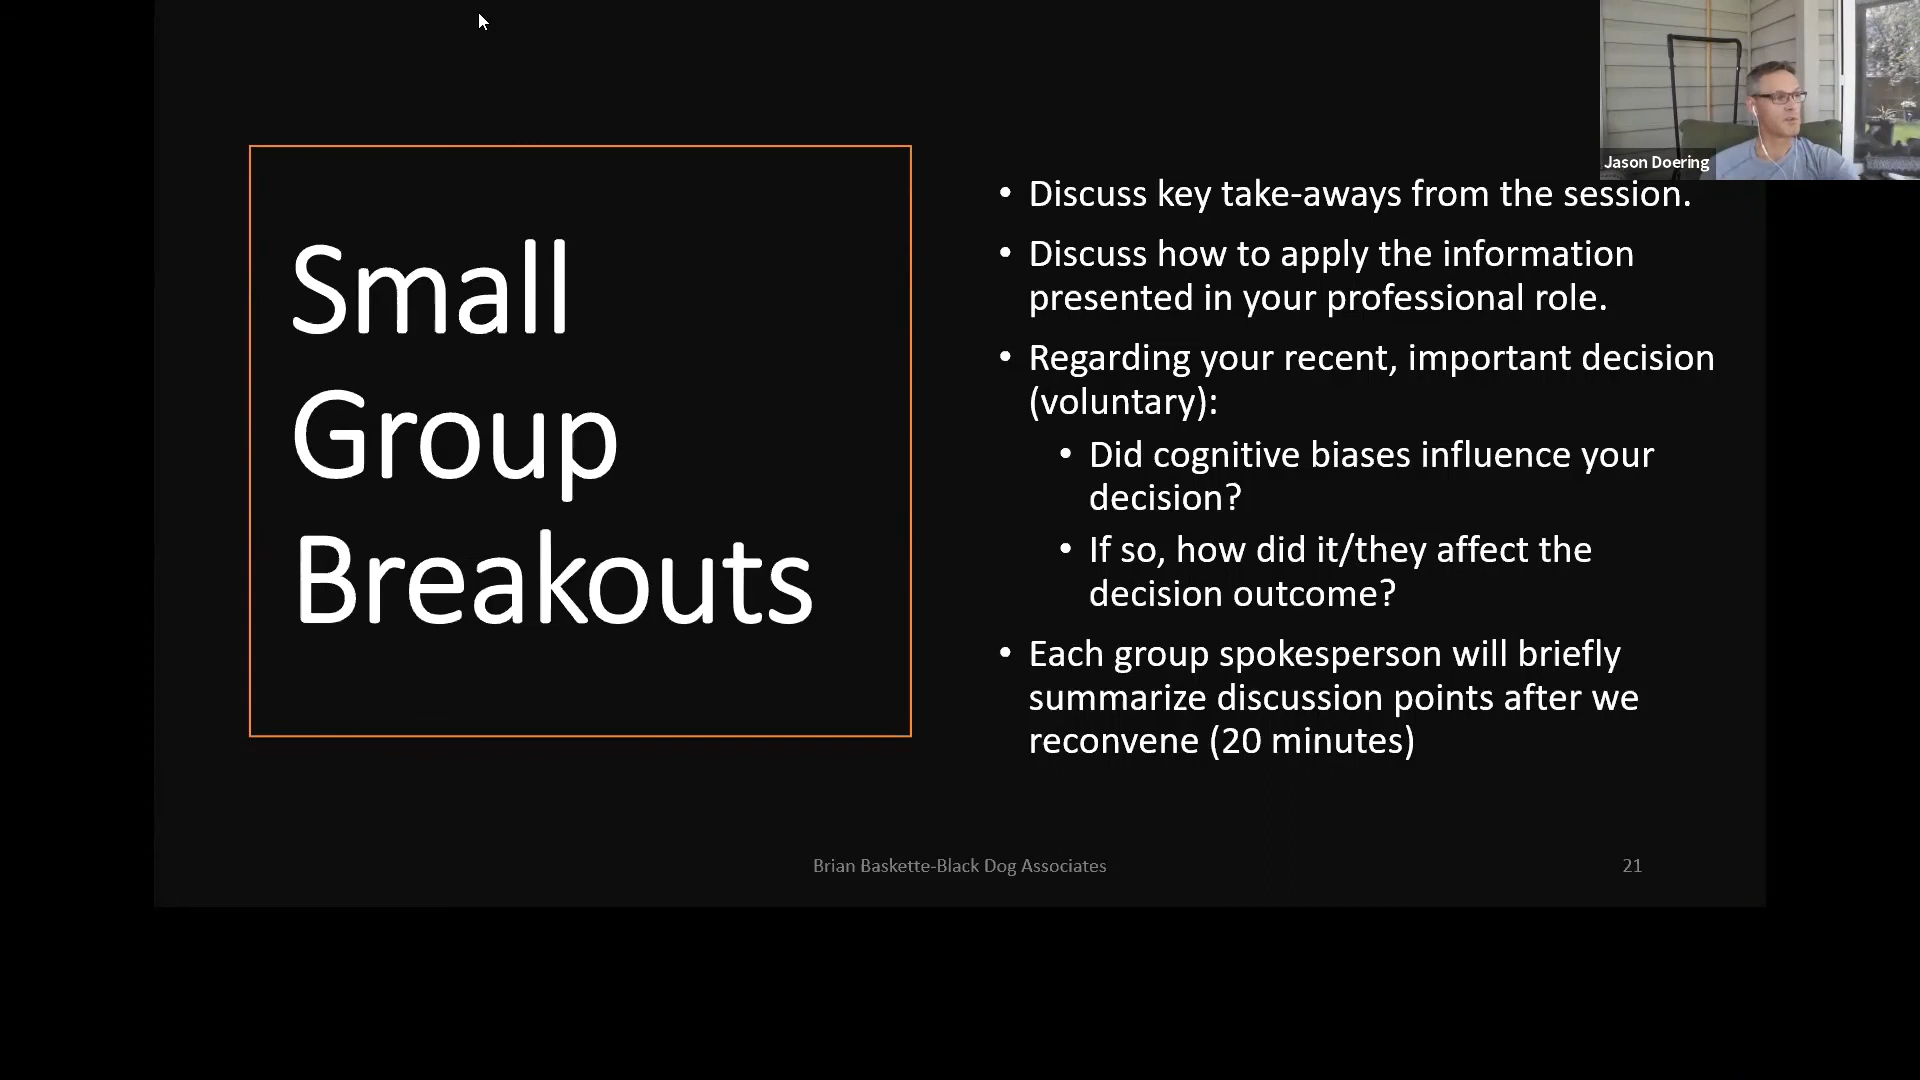 Small
Group
Breakouts
Jason Doering
• Discuss key take-aways from the session.
• Discuss how to apply the information
presented in your professional role.
• Regarding your recent, important decision
(voluntary):
• Did cognitive biases influence your
decision?
• If so, how did it/they affect the
decision outcome?
• Each group spokesperson will briefly
summarize discussion points after we
reconvene (20 minutes)
Brian Baskette-Black Dog Associates
21